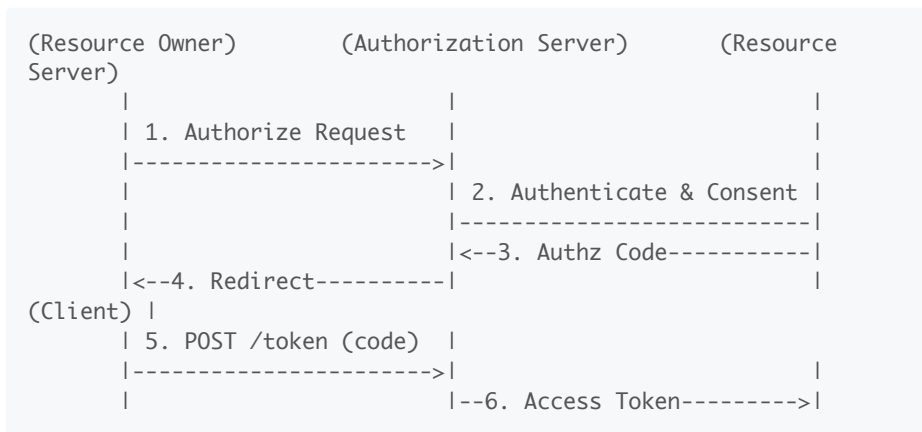 (Resource Owner)        (Authorization Server)       (Resource
Server)
       |                        |                           |
       | 1. Authorize Request   |                           |
       |----------------------->|                           |
       |                        | 2. Authenticate & Consent |
       |                        |---------------------------|
       |                        |<--3. Authz Code-----------|
       |<--4. Redirect----------|                           |
(Client) |
       | 5. POST /token (code)  |
       |----------------------->|                           |
       |                        |--6. Access Token--------->|